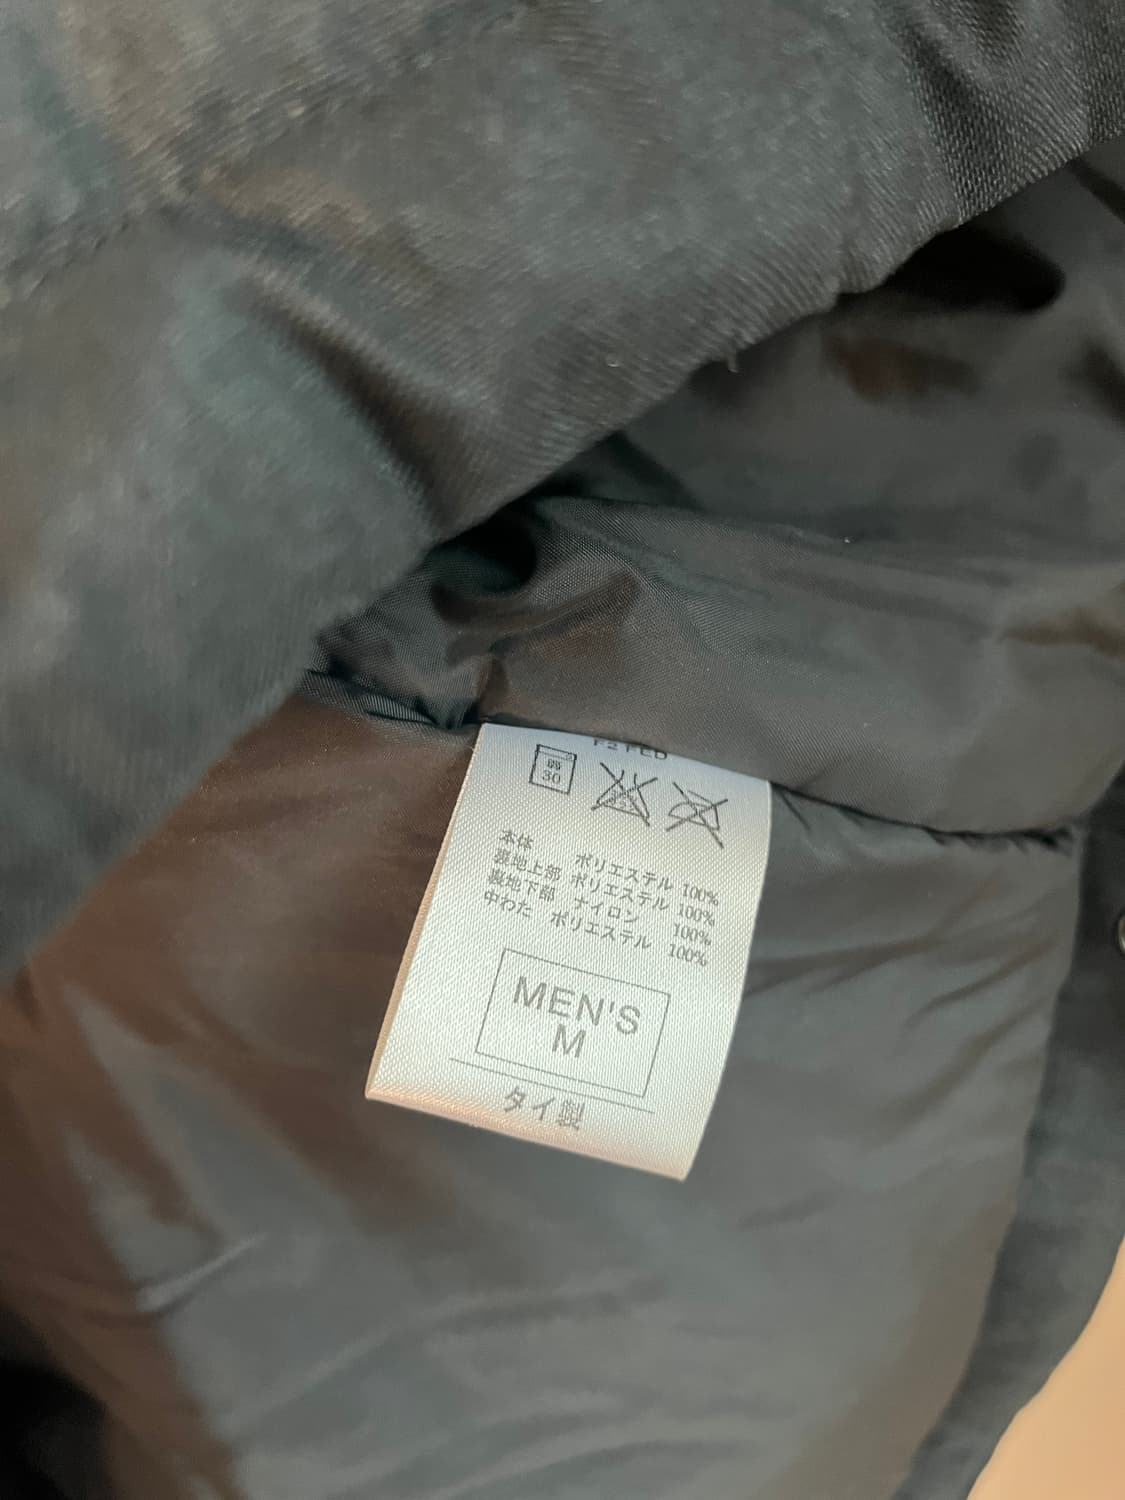 弱
30
本体 ポリエステル 100%
裏地上部 ポリエステル 100%
裏地下部 ナイロン 100%
中わた ポリエステル 100%
MEN'S
M
タイ製